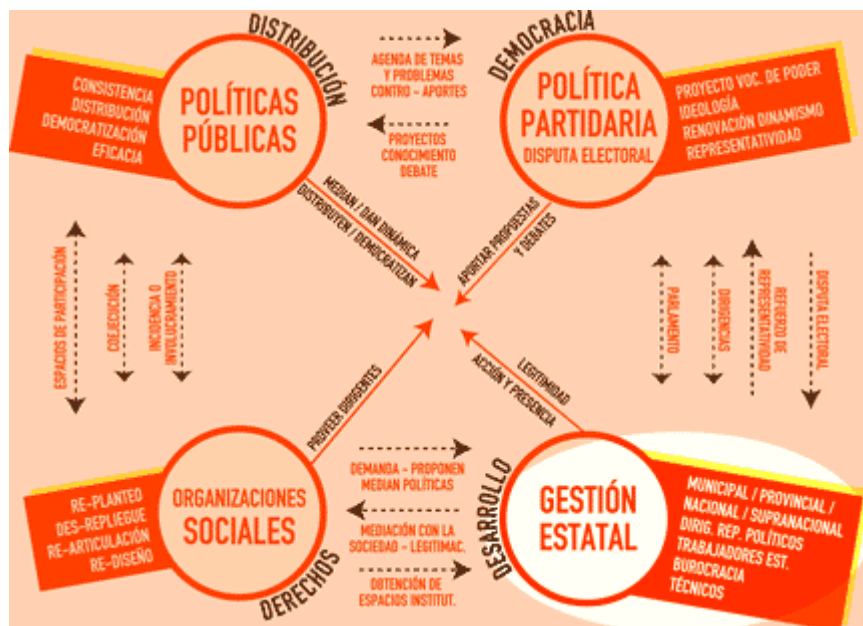 DISTRIBUCIÓN
CONSISTENCIA
DISTRIBUCIÓN
DEMOCRATIZACIÓN
EFICACIA
POLÍTICAS
PÚBLICAS
AGENDA DE TEMAS
Y PROBLEMAS
CONTRO - APORTES
PROYECTOS
CONOCIMIENTO
DEBATE
DEMOCRACIA
POLÍTICA
PARTIDARIA
DISPUTA ELECTORAL
PROYECTO VOC. DE PODER
IDEOLOGÍA
RENOVACIÓN DINAMISMO
REPRESENTATIVIDAD
MEDIAN / DAN DINÁMICA
DISTRIBUYEN / DEMOCRATIZAN
APORTAR PROPUESTAS
Y DEBATES
ESPACIOS DE PARTICIPACIÓN
COEJECUCIÓN
INCIDENCIA O
INVOLUCRAMIENTO
PARLAMENTO
DIRIGENCIAS
REFUERZO DE
REPRESENTATIVIDAD
DISPUTA ELECTORAL
PROVEER DIRIGENTES
LEGITIMIDAD
ACCIÓN Y PRESENCIA
RE-PLANTEO
DES-REPLIEGUE
RE-ARTICULACIÓN
RE-DISEÑO
ORGANIZACIONES
SOCIALES
DERECHOS
DEMANDA - PROPONEN
MEDIAN POLÍTICAS
MEDIACIÓN CON LA
SOCIEDAD - LEGITIMAC.
OBTENCIÓN DE
ESPACIOS INSTITUT.
DESARROLLO
GESTIÓN
ESTATAL
MUNICIPAL / PROVINCIAL /
NACIONAL / SUPRANACIONAL
DIRIG. REP. POLÍTICOS
TRABAJADORES EST.
BUROCRACIA
TÉCNICOS